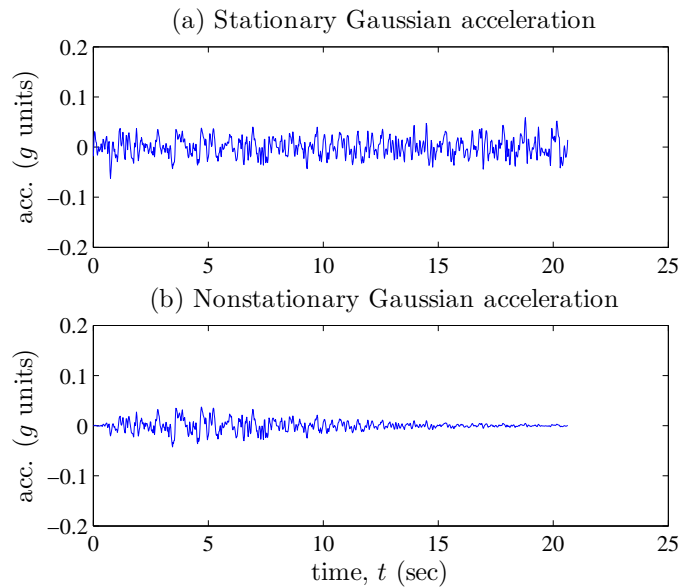 (a) Stationary Gaussian acceleration
0.2
0.1
0
−0.1
−0.2
acc. (g units)
0 5 10 15 20 25
(b) Nonstationary Gaussian acceleration
0.2
0.1
0
−0.1
−0.2
acc. (g units)
0 5 10 15 20 25
time, t (sec)